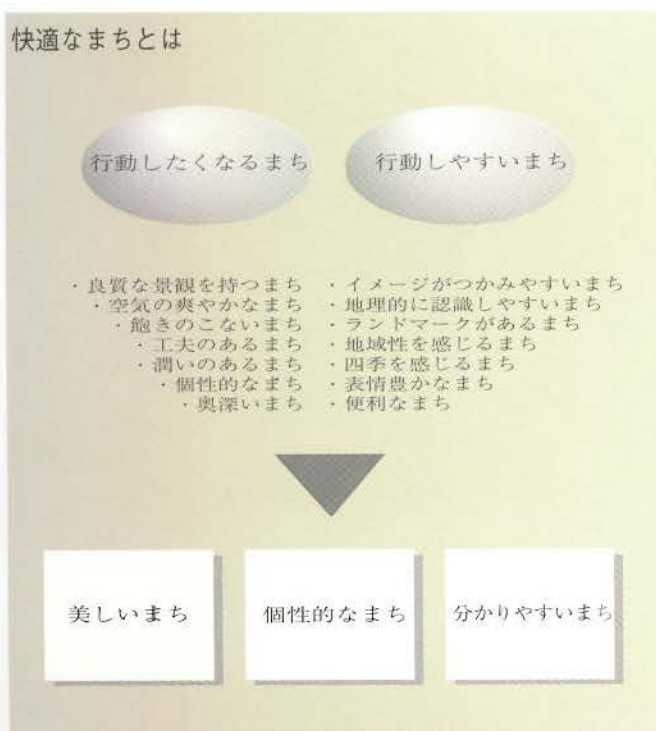 快適なまちとは
行動したくなるまち
行動しやすいまち
・良質な景観を持つまち
・空気の爽やかなまち
・飽きのこないまち
・工夫のあるまち
・潤いのあるまち
・個性的なまち
・奥深いまち
・イメージがつかみやすいまち
・地理的に認識しやすいまち
・ランドマークがあるまち
・地域性を感じるまち
・四季を感じるまち
・表情豊かなまち
・便利なまち
美しいまち
個性的なまち
分かりやすいまち